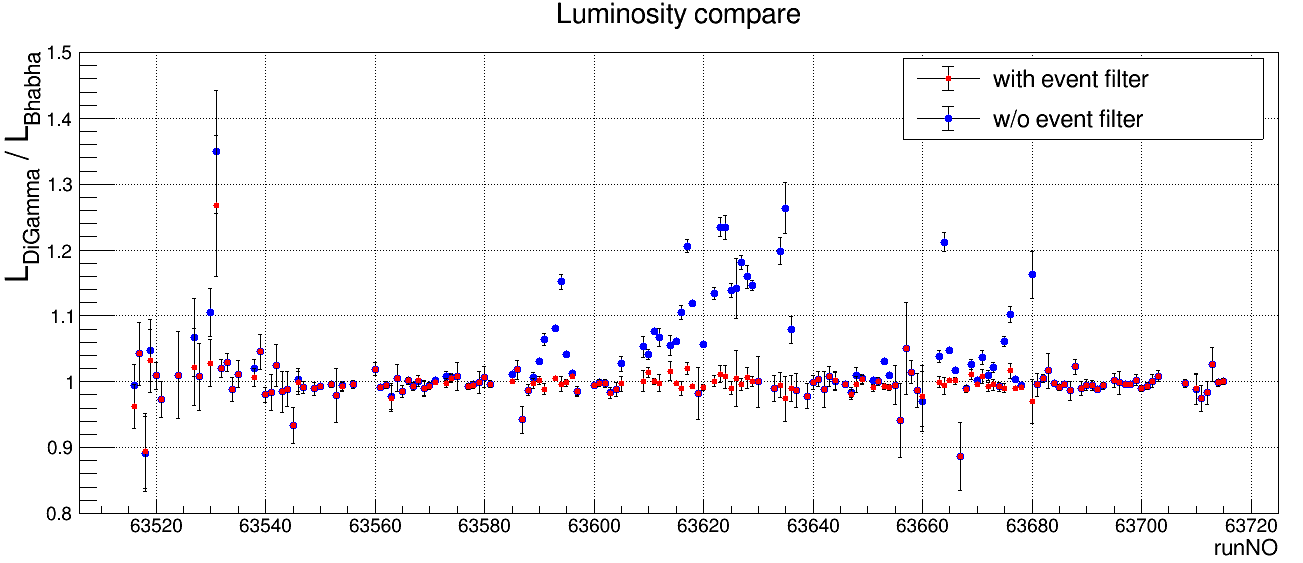 Luminosity compare
L_DiGamma / L_Bhabha
1.5
1.4
1.3
1.2
1.1
1
0.9
0.8
with event filter
w/o event filter
63520 63540 63560 63580 63600 63620 63640 63660 63680 63700 63720
runNO